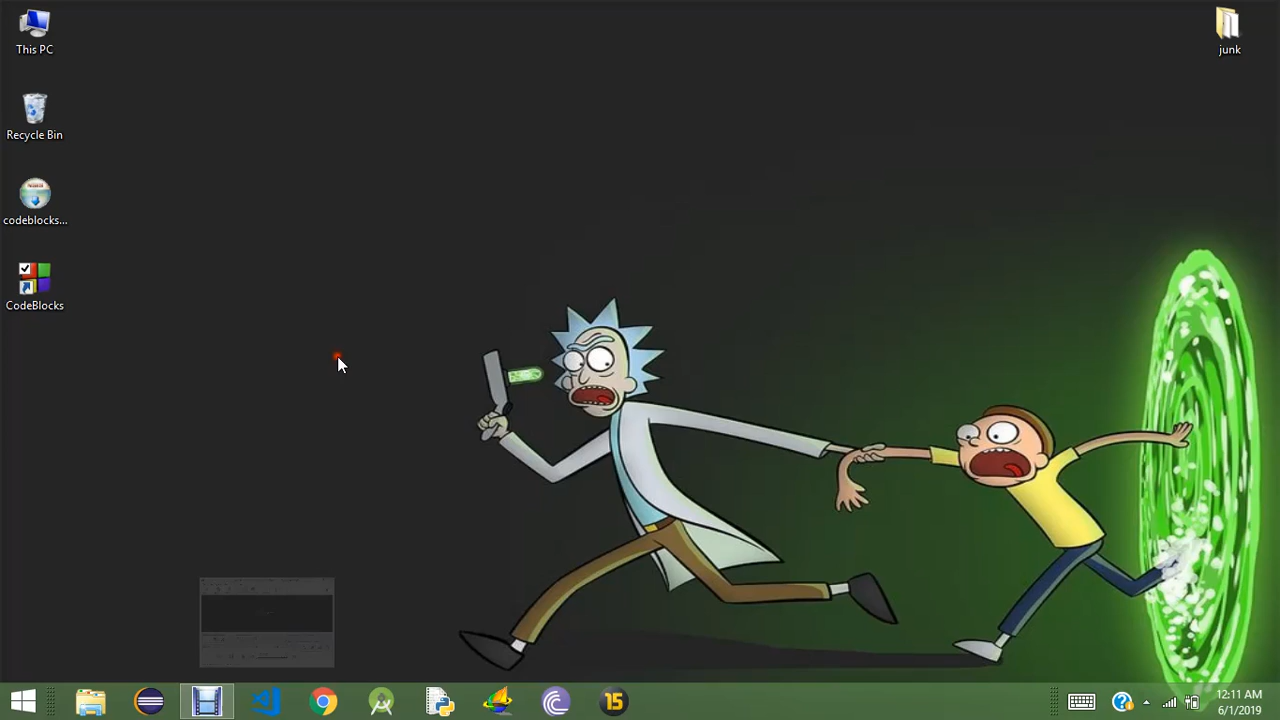 This PC
junk
Recycle Bin
codeblocks...
CodeBlocks
15
12:11 AM
6/1/2019